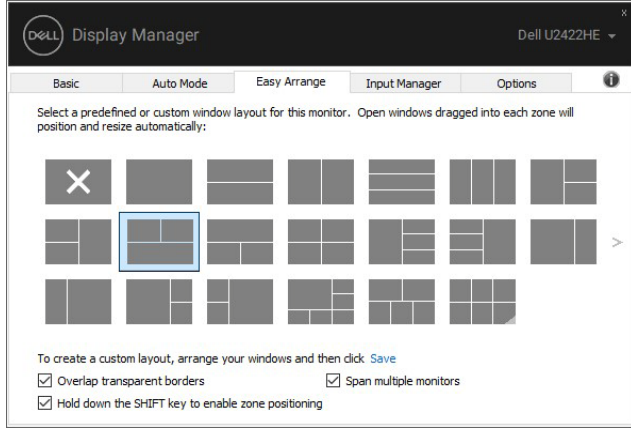 DELL Display Manager
Dell U2422HE
Basic Auto Mode Easy Arrange Input Manager Options
Select a predefined or custom window layout for this monitor. Open windows dragged into each zone will
position and resize automatically:
To create a custom layout, arrange your windows and then click Save
Overlap transparent borders Span multiple monitors
Hold down the SHIFT key to enable zone positioning